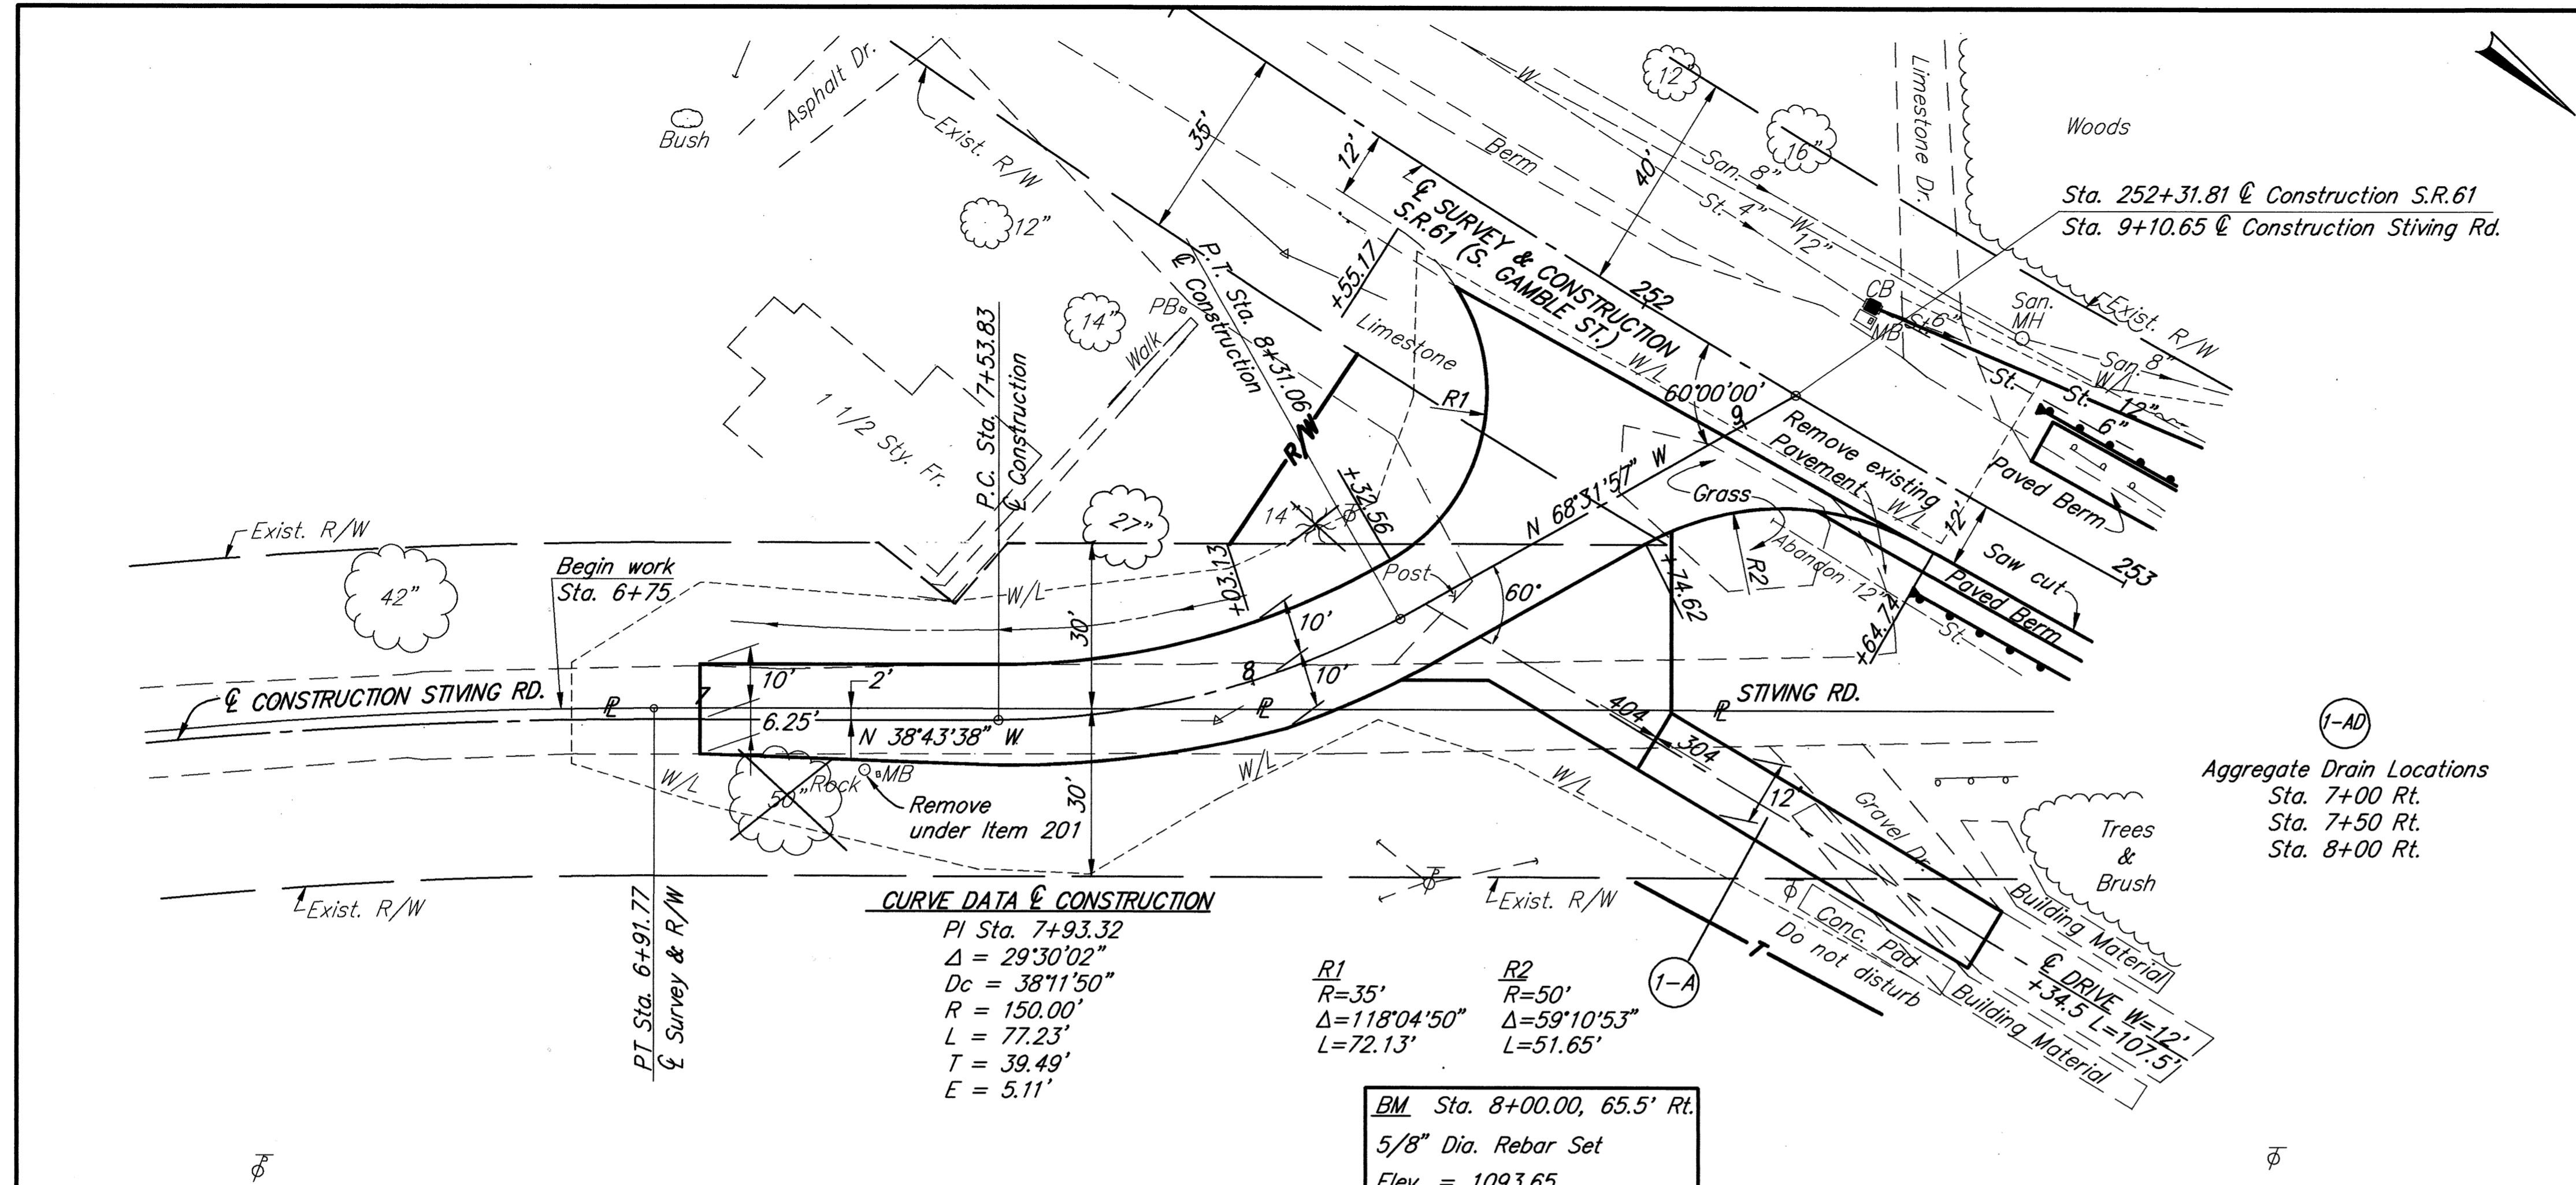 Asphalt Dr.
Bush
Exist. R/W
12"
14"
PB
Walk
1 1/2 Sty. Fr.
P.C. Sta. 7+53.83
℄ Construction
P.T. Sta. 8+31.06
℄ Construction
35'
12'
40'
+55.17
Limestone
R1
R/W
14"
+32.56
+03.13
℄ SURVEY & CONSTRUCTION
S.R.61 (S. GAMBLE ST.)
252
W/L
60°00'00'
9
Berm
W
12"
16"
San. 8"
St. 4"
W
12"
Limestone Dr.
Woods
Sta. 252+31.81 ℄ Construction S.R.61
Sta. 9+10.65 ℄ Construction Stiving Rd.
CB
MB
St.
6"
San.
MH
Exist. R/W
San. 8"
W/L
St.
St.
12"
6"
Paved Berm
Remove existing
Pavement
W/L
12'
Saw cut
253
Paved Berm
St.
+64.74
Grass
N 68°31'57" W
Abandon 12"
R2
+74.62
Post
60°
10'
10'
8
27"
42"
Exist. R/W
Begin work
Sta. 6+75
W/L
30'
30'
℄ CONSTRUCTION STIVING RD.
PL
7
10'
2'
6.25'
N 38°43'38" W
PL
PL
STIVING RD.
50"
Rock
MB
Remove
under Item 201
W/L
W/L
W/L
404
304
12'
Gravel Dr.
Trees
&
Brush
Building Material
Conc. Pad
Do not disturb
Building Material
T
℄ DRIVE W=12'
+34.5 L=107.5'
Exist. R/W
Exist. R/W
PT Sta. 6+91.77
℄ Survey & R/W
1-AD
Aggregate Drain Locations
Sta. 7+00 Rt.
Sta. 7+50 Rt.
Sta. 8+00 Rt.
1-A
CURVE DATA ℄ CONSTRUCTION
PI Sta. 7+93.32
Δ = 29°30'02"
Dc = 38°11'50"
R = 150.00'
L = 77.23'
T = 39.49'
E = 5.11'
R1
R=35'
Δ=118°04'50"
L=72.13'
R2
R=50'
Δ=59°10'53"
L=51.65'
BM Sta. 8+00.00, 65.5' Rt.
5/8" Dia. Rebar Set
Elev. = 1093.65